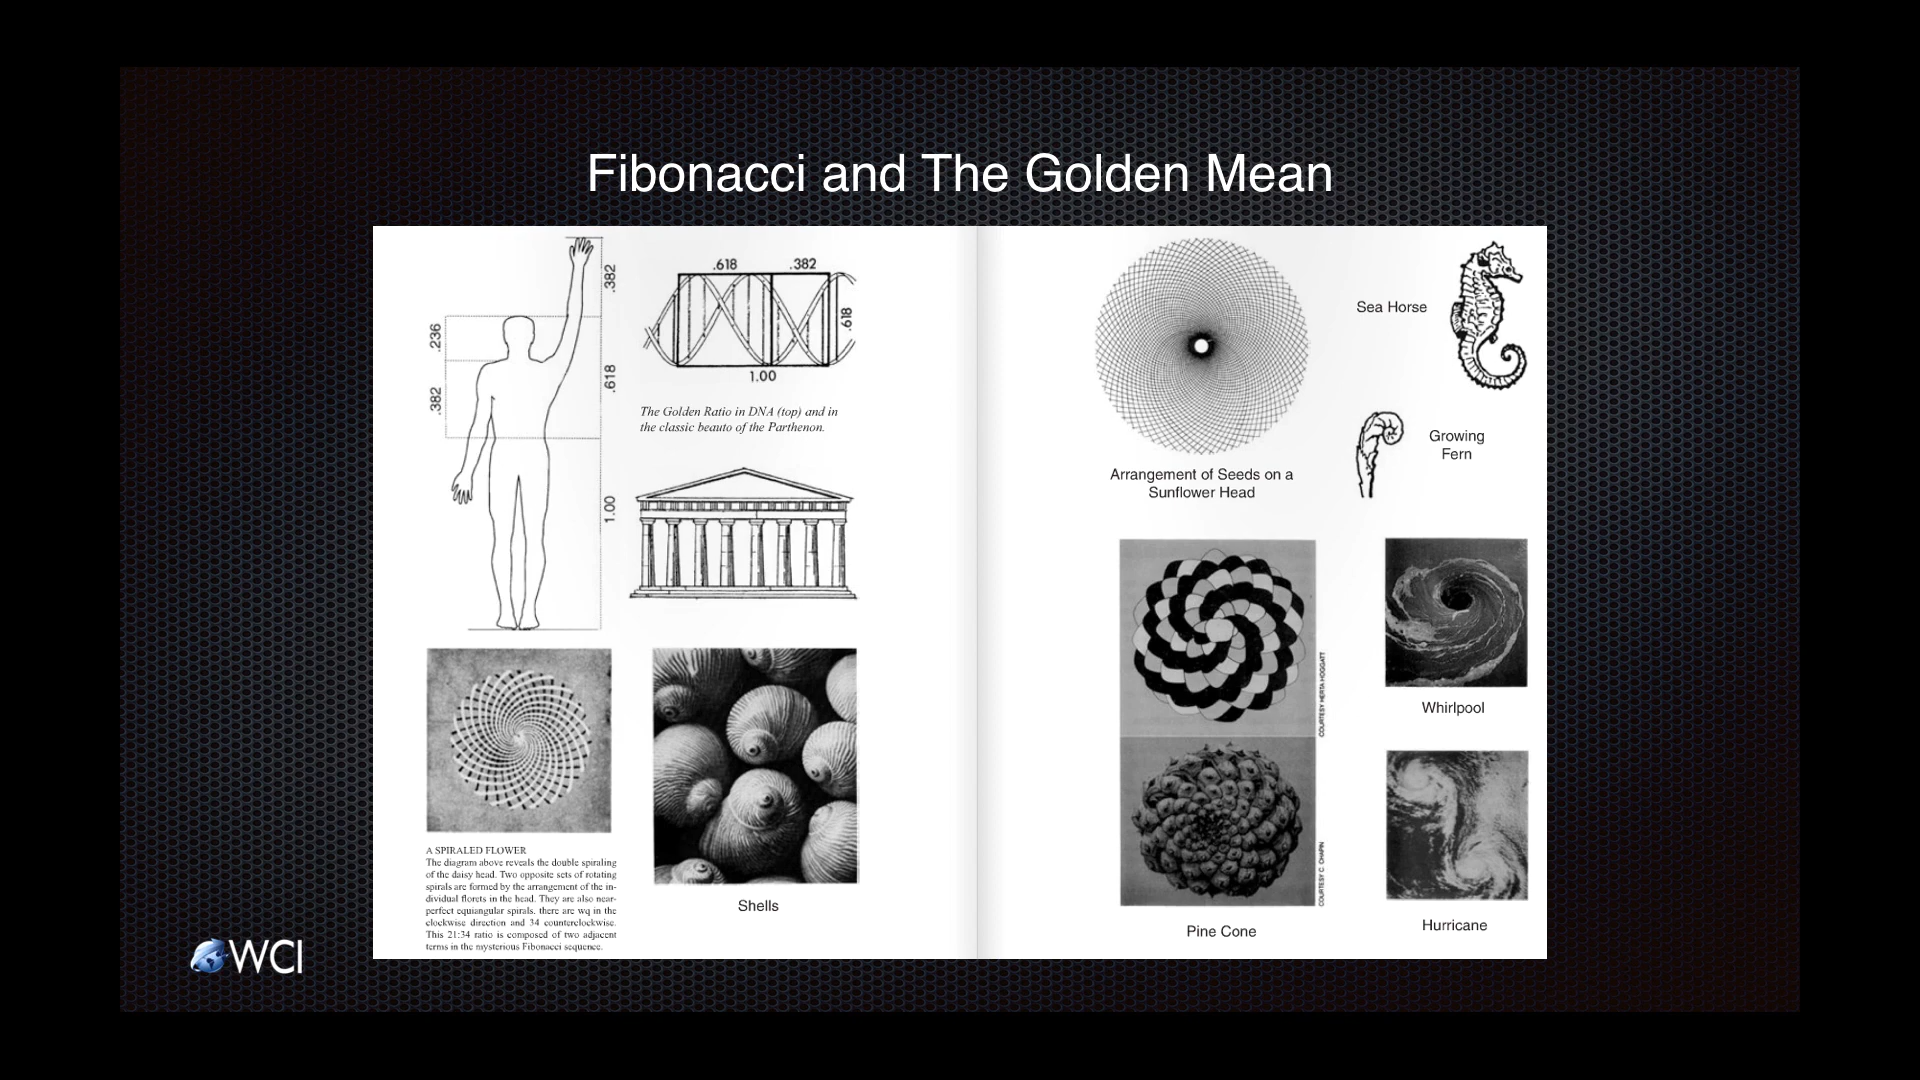 Fibonacci and The Golden Mean
.382
.236
.618
.382
1.00
.618 .382
.618
1.00
The Golden Ratio in DNA (top) and in
the classic beauto of the Parthenon.
A SPIRALED FLOWER
The diagram above reveals the double spiraling
of the daisy head. Two opposite sets of rotating
spirals are formed by the arrangement of the in-
dividual florets in the head. They are also near-
perfect equiangular spirals. there are wq in the
clockwise direction and 34 counterclockwise.
This 21:34 ratio is composed of two adjacent
terms in the mysterious Fibonacci sequence.
Shells
Arrangement of Seeds on a
Sunflower Head
Sea Horse
Growing
Fern
COURTESY HERTA HOGGATT
COURTESY C. CHAPIN
Pine Cone
Whirlpool
Hurricane
WCI